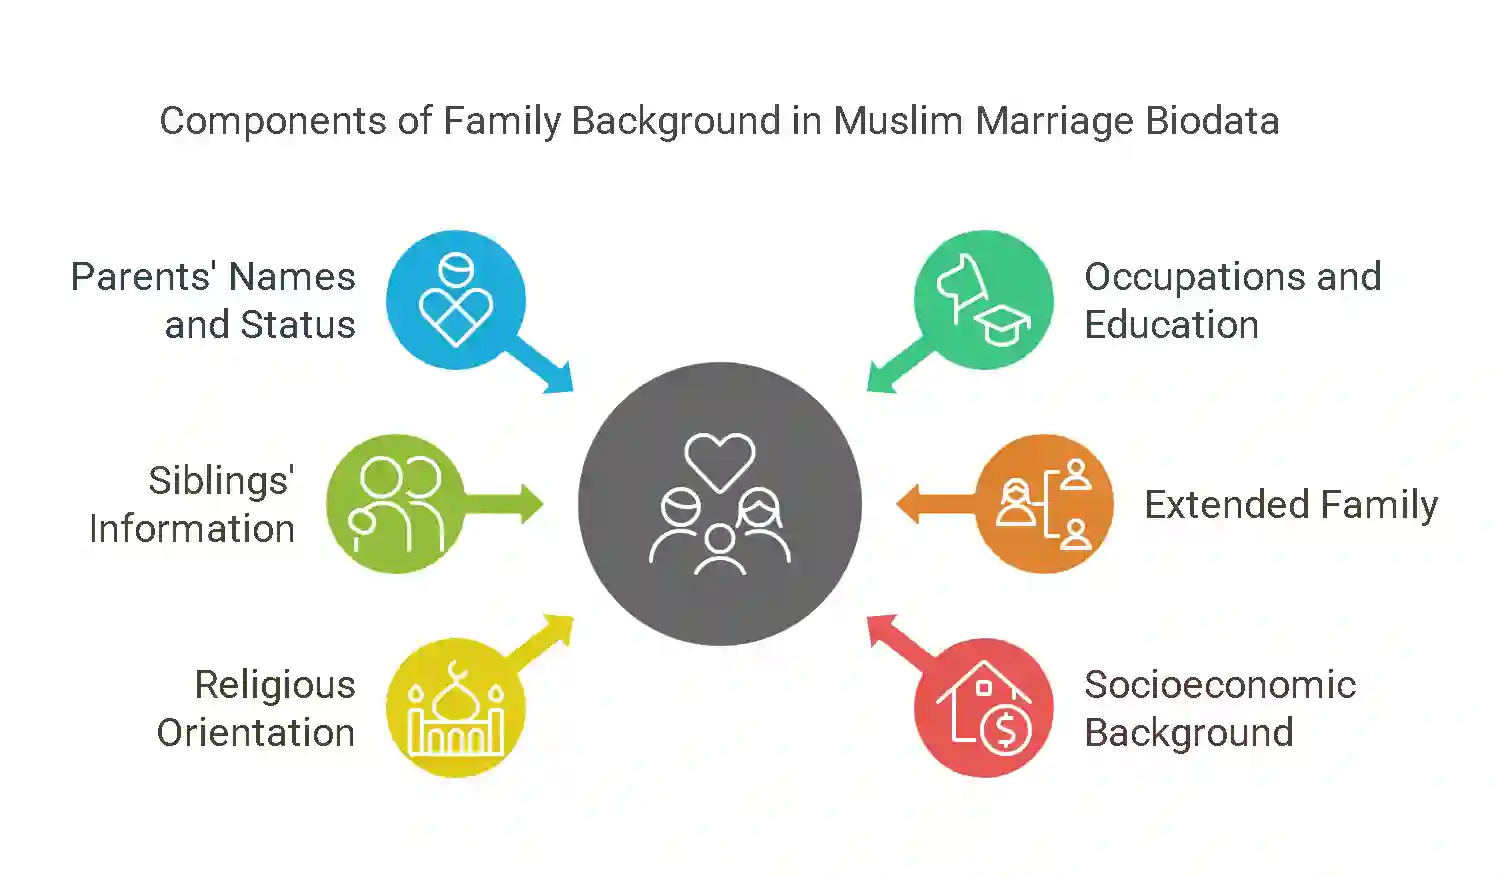 Components of Family Background in Muslim Marriage Biodata
Parents' Names
and Status
Siblings'
Information
Religious
Orientation
Occupations and
Education
Extended Family
Socioeconomic
Background
$